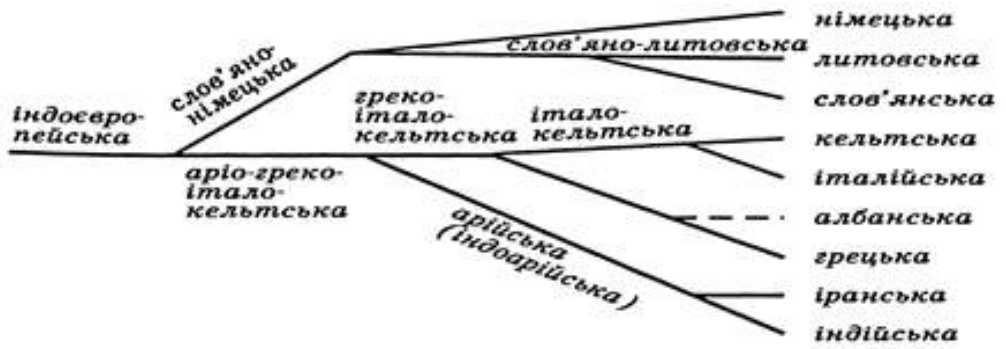 індоєвро-
пейська
слов’яно-
німецька
аріо-греко-
італо-
кельтська
греко-
італо-
кельтська
арійська
(індоарійська)
слов’яно-литовська
італо-
кельтська
німецька
литовська
слов’янська
кельтська
італійська
албанська
грецька
іранська
індійська